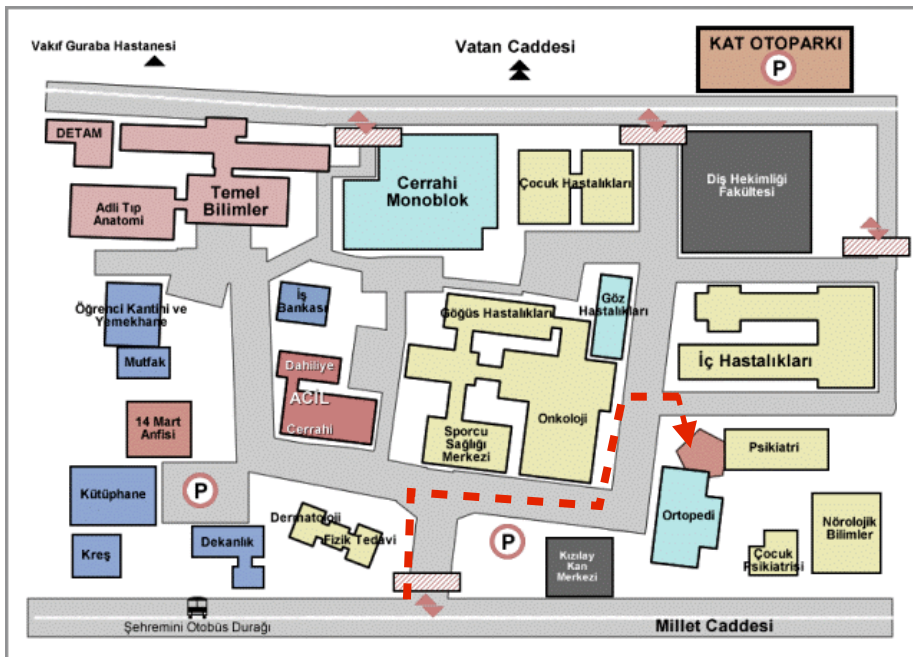 Vakıf Guraba Hastanesi
Vatan Caddesi
KAT OTOPARKI
P
DETAM
Temel
Bilimler
Adli Tıp
Anatomi
Cerrahi
Monoblok
Çocuk Hastalıkları
Diş Hekimliği
Fakültesi
Öğrenci Kantini ve
Yemekhane
Mutfak
İş
Bankası
Göğüs Hastalıkları
Göz
Hastalıkları
İç Hastalıkları
Dahiliye
ACİL
Cerrahi
14 Mart
Anfisi
Sporcu
Sağlığı
Merkezi
Onkoloji
Psikiatri
Kütüphane
P
Ortopedi
Nörolojik
Bilimler
Kreş
Dekanlık
Dermatoloji
Fizik Tedavi
P
Kızılay
Kan
Merkezi
Çocuk
Psikiatrisi
Şehremini Otobüs Durağı
Millet Caddesi